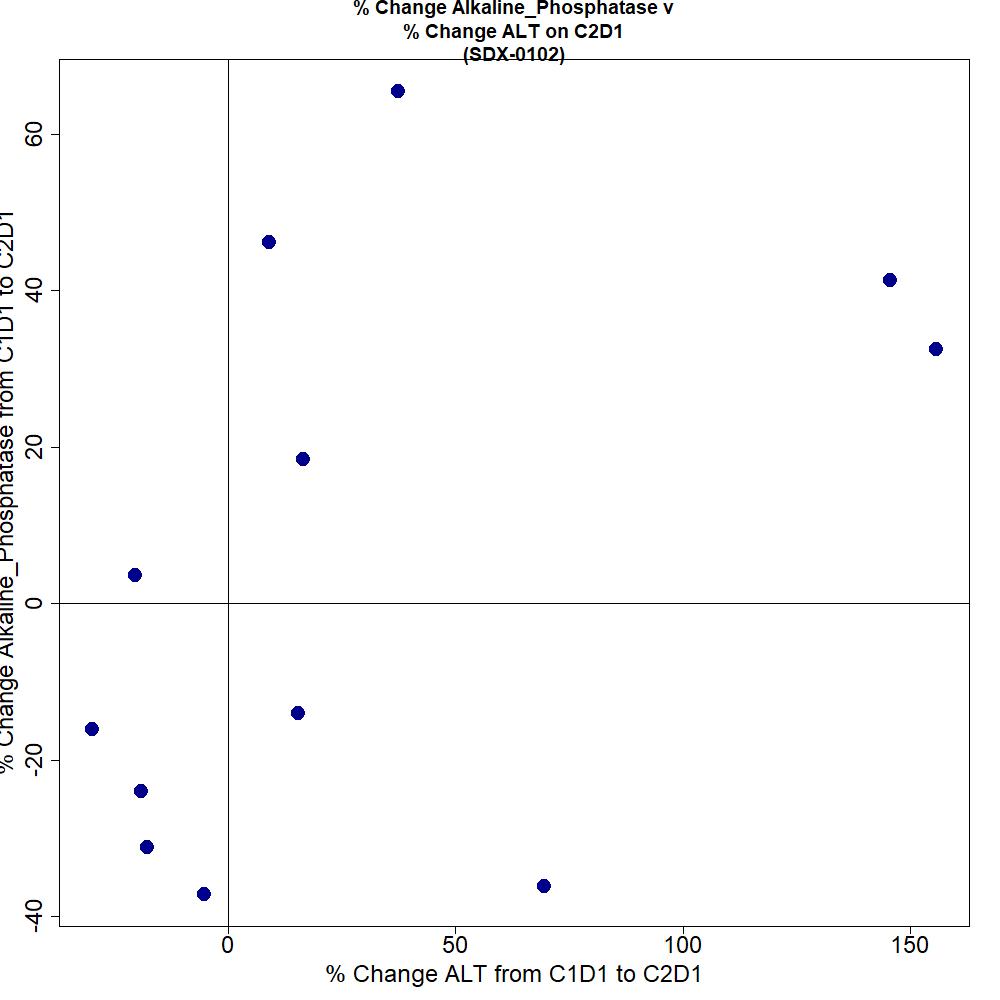 % Change Alkaline_Phosphatase v
% Change ALT on C2D1
(SDX-0102)
% Change Alkaline_Phosphatase from C1D1 to C2D1
60
40
20
0
-20
-40
0 50 100 150
% Change ALT from C1D1 to C2D1